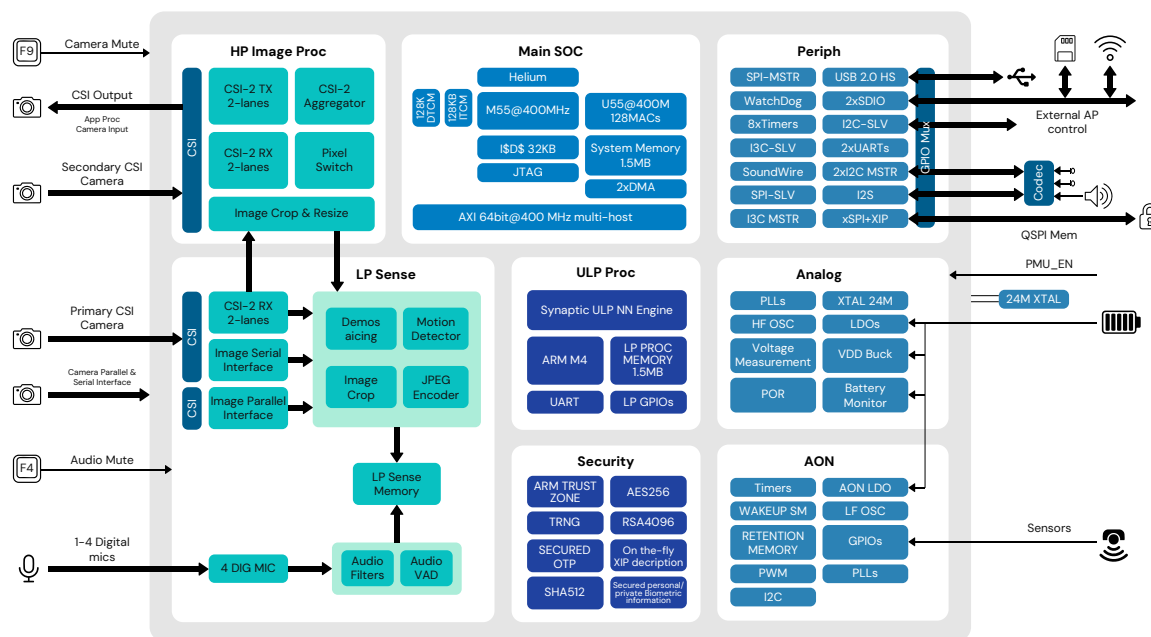 F9
Camera Mute
CSI Output
App Proc
Camera Input
Secondary CSI
Camera
Primary CSI
Camera
Camera Parallel &
Serial Interface
F4
Audio Mute
1-4 Digital
mics
HP Image Proc
CSI
CSI-2 TX
2-lanes
CSI-2
Aggregator
CSI-2 RX
2-lanes
Pixel
Switch
Image Crop & Resize
Main SOC
Helium
128K
DTCM
128KB
ITCM
M55@400MHz
U55@400M
128MACs
I$D$ 32KB
System Memory
1.5MB
JTAG
2xDMA
AXI 64bit@400 MHz multi-host
Periph
SPI-MSTR
USB 2.0 HS
WatchDog
2xSDIO
8xTimers
I2C-SLV
I3C-SLV
2xUARTs
SoundWire
2xI2C MSTR
SPI-SLV
I2S
I3C MSTR
xSPI+XIP
GPIO Mux
External AP
control
Codec
QSPI Mem
PMU_EN
24M XTAL
Sensors
LP Sense
CSI
CSI-2 RX
2-lanes
Image Serial
Interface
CSI
Image Parallel
Interface
Demos
aicing
Motion
Detector
Image
Crop
JPEG
Encoder
LP Sense
Memory
4 DIG MIC
Audio
Filters
Audio
VAD
ULP Proc
Synaptic ULP NN Engine
ARM M4
LP PROC
MEMORY
1.5MB
UART
LP GPIOs
Analog
PLLs
XTAL 24M
HF OSC
LDOs
Voltage
Measurement
VDD Buck
POR
Battery
Monitor
Security
ARM TRUST
ZONE
AES256
TRNG
RSA4096
SECURED
OTP
On the-fly
XIP decription
SHA512
Secured personal/
private Biometric
information
AON
Timers
AON LDO
WAKEUP SM
LF OSC
RETENTION
MEMORY
GPIOs
PWM
PLLs
I2C